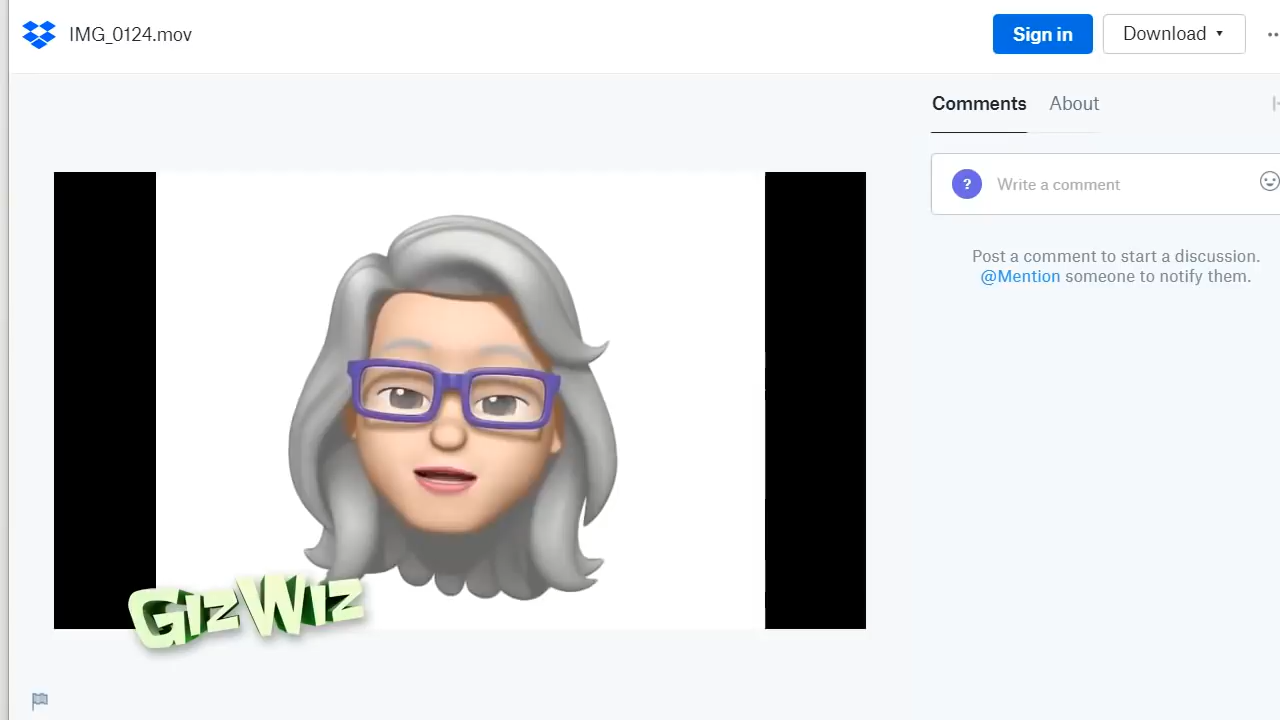 IMG_0124.mov
Sign in
Download
Comments
About
?
Write a comment
Post a comment to start a discussion.
@Mention someone to notify them.
GizWiz